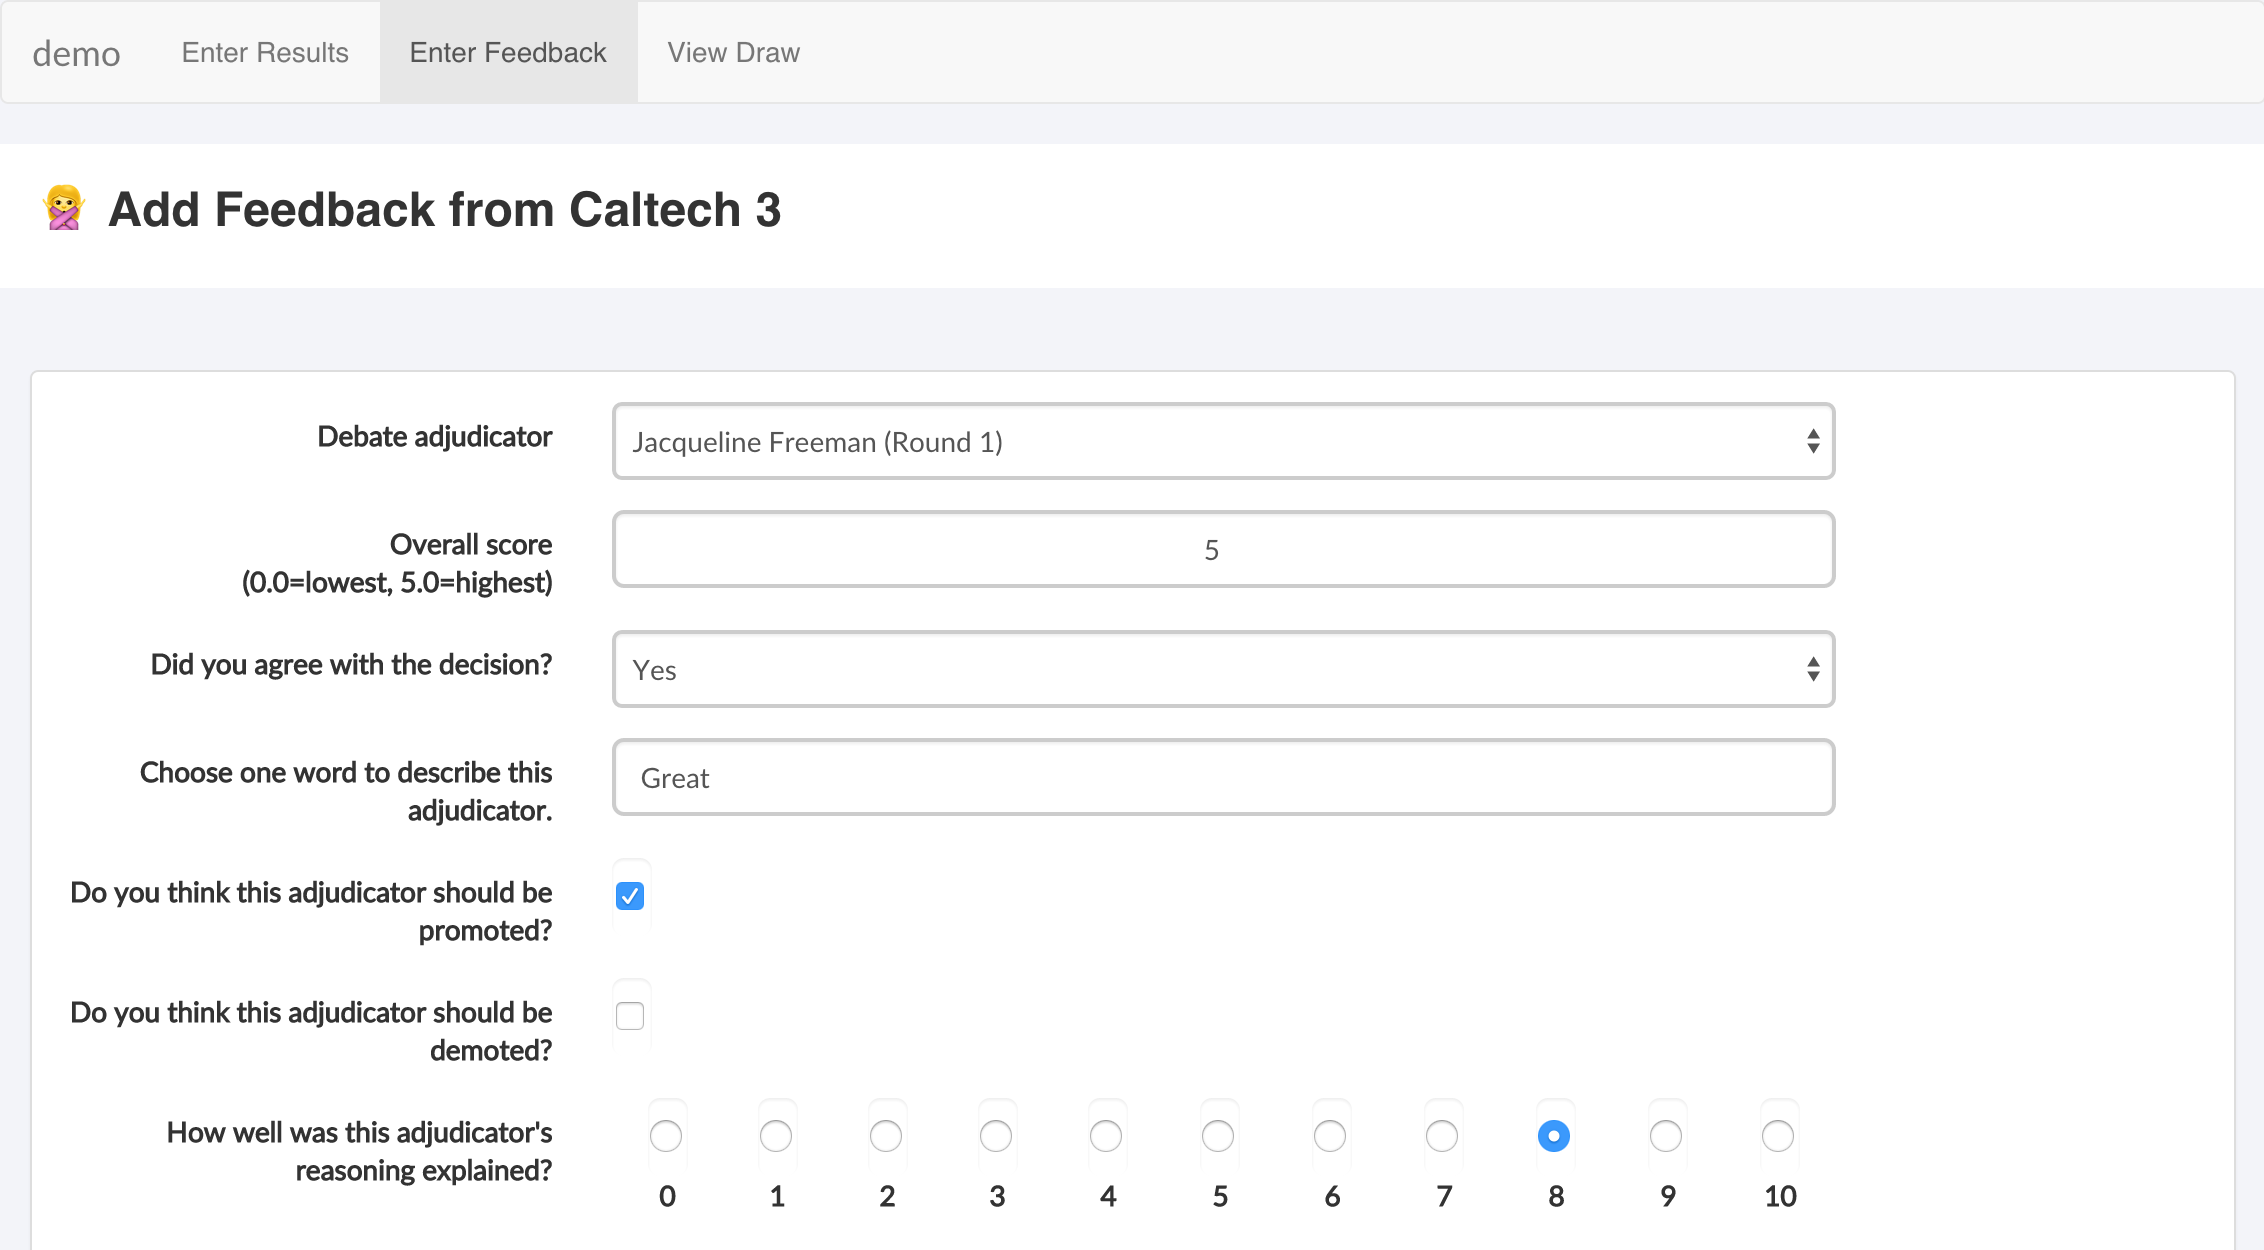 demo Enter Results Enter Feedback View Draw
Add Feedback from Caltech 3
Debate adjudicator Jacqueline Freeman (Round 1)
Overall score
(0.0=lowest, 5.0=highest) 5
Did you agree with the decision? Yes
Choose one word to describe this
adjudicator. Great
Do you think this adjudicator should be
promoted?
Do you think this adjudicator should be
demoted?
How well was this adjudicator's
reasoning explained?
0 1 2 3 4 5 6 7 8 9 10